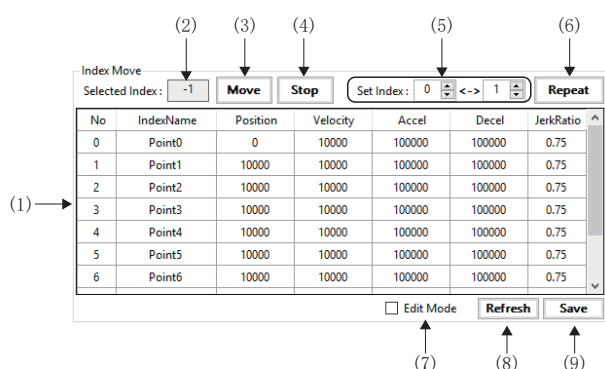 (2) (3) (4) (5) (6)
Index Move
Selected Index : -1 Move Stop Set Index : 0 <-> 1 Repeat
No IndexName Position Velocity Accel Decel JerkRatio
0 Point0 0 10000 100000 100000 0.75
1 Point1 10000 10000 100000 100000 0.75
2 Point2 10000 10000 100000 100000 0.75
(1) 3 Point3 10000 10000 100000 100000 0.75
4 Point4 10000 10000 100000 100000 0.75
5 Point5 10000 10000 100000 100000 0.75
6 Point6 10000 10000 100000 100000 0.75
Edit Mode Refresh Save
(7) (8) (9)